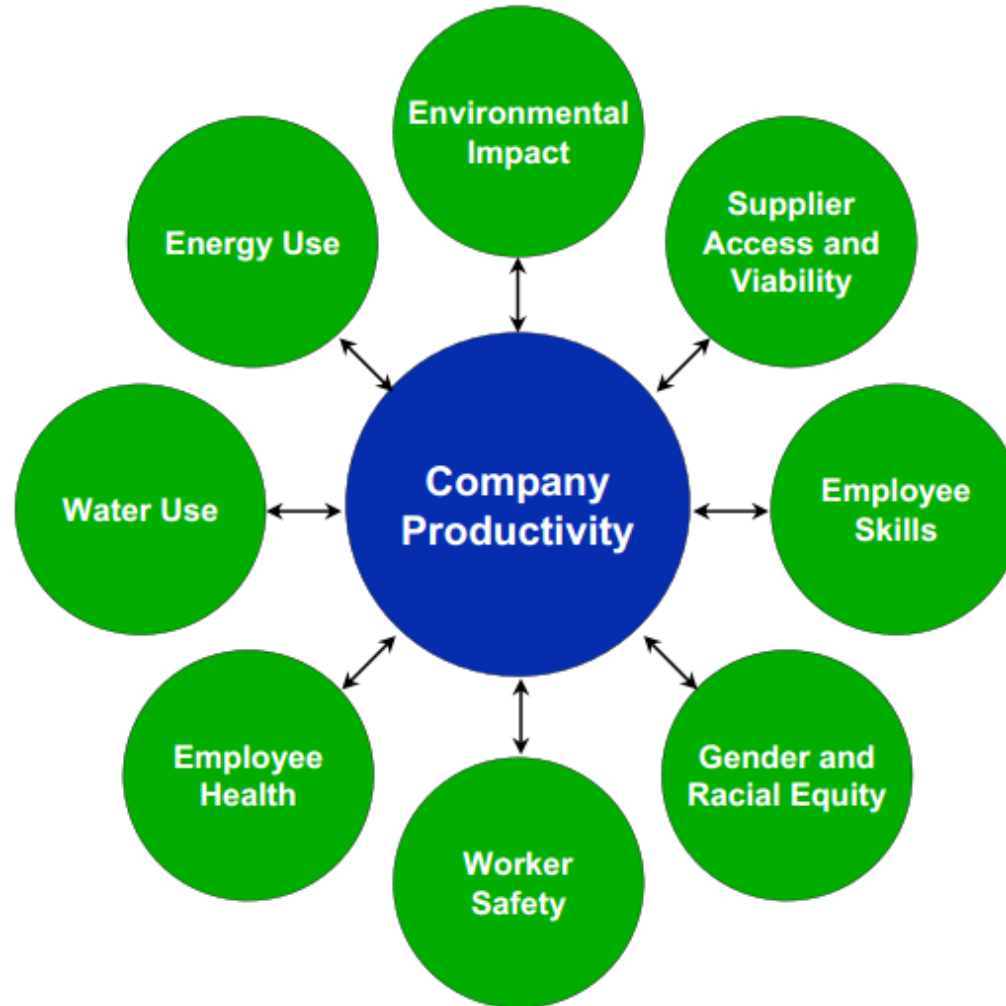 Environmental
Impact
Supplier
Access and
Viability
Energy Use
Company
Productivity
Employee
Skills
Water Use
Employee
Health
Gender and
Racial Equity
Worker
Safety